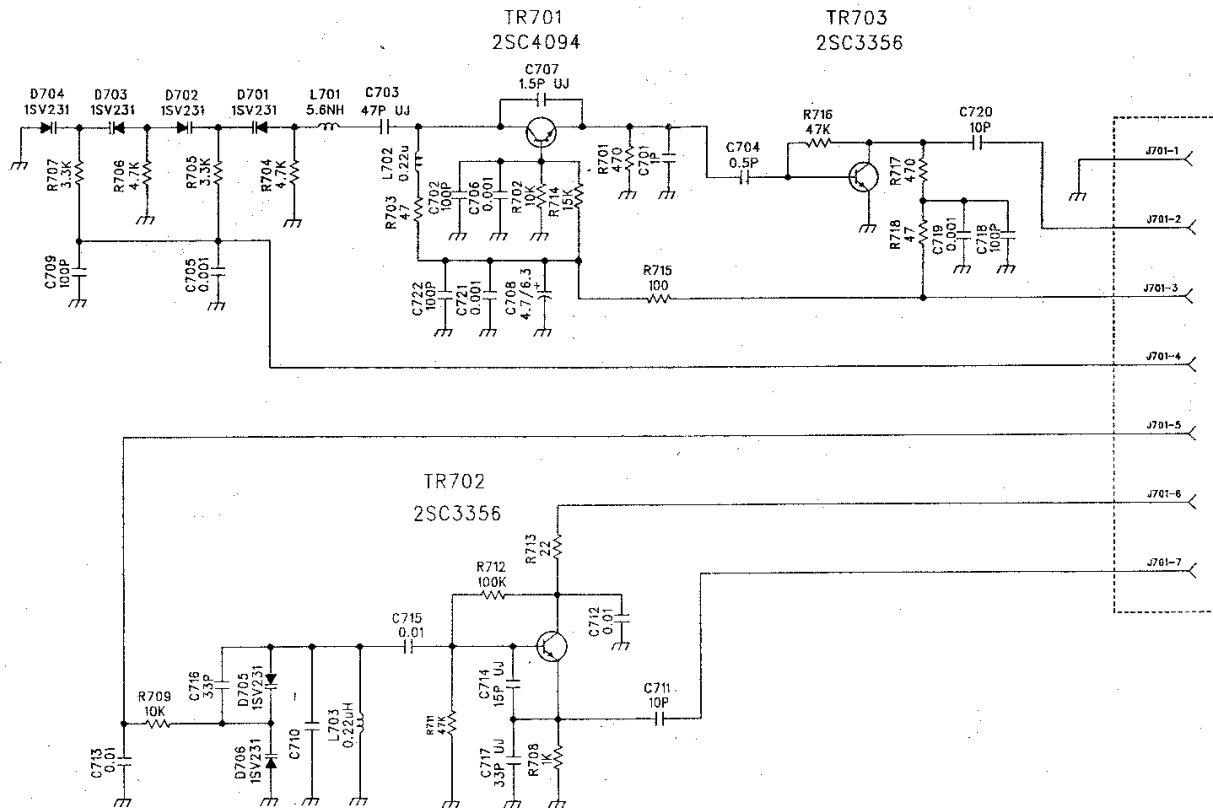 TR701
2SC4094
TR703
2SC3356
D704
1SV231
D703
1SV231
D702
1SV231
D701
1SV231
L701
5.6NH
C703
47P UJ
C707
1.5P UJ
R707
3.3K
R706
4.7K
R705
3.3K
R704
4.7K
L702
0.22u
R703
47
C702
100P
C706
0.001
R702
10K
R714
15K
R701
470
C701
1P
C704
0.5P
R716
47K
R717
470
C720
10P
R718
47
C719
0.001
C718
100P
C709
100P
C705
0.001
C722
100P
C721
0.001
C708
4.7/6.3
+
R715
100
J701-1
J701-2
J701-3
J701-4
J701-5
J701-6
J701-7
TR702
2SC3356
R713
22
R712
100K
C712
0.01
C715
0.01
C716
33P
D705
1SV231
R709
10K
C713
0.01
D706
1SV231
C710
L703
0.22uH
R711
47K
C714
15P UJ
C717
33P UJ
R708
1K
C711
10P